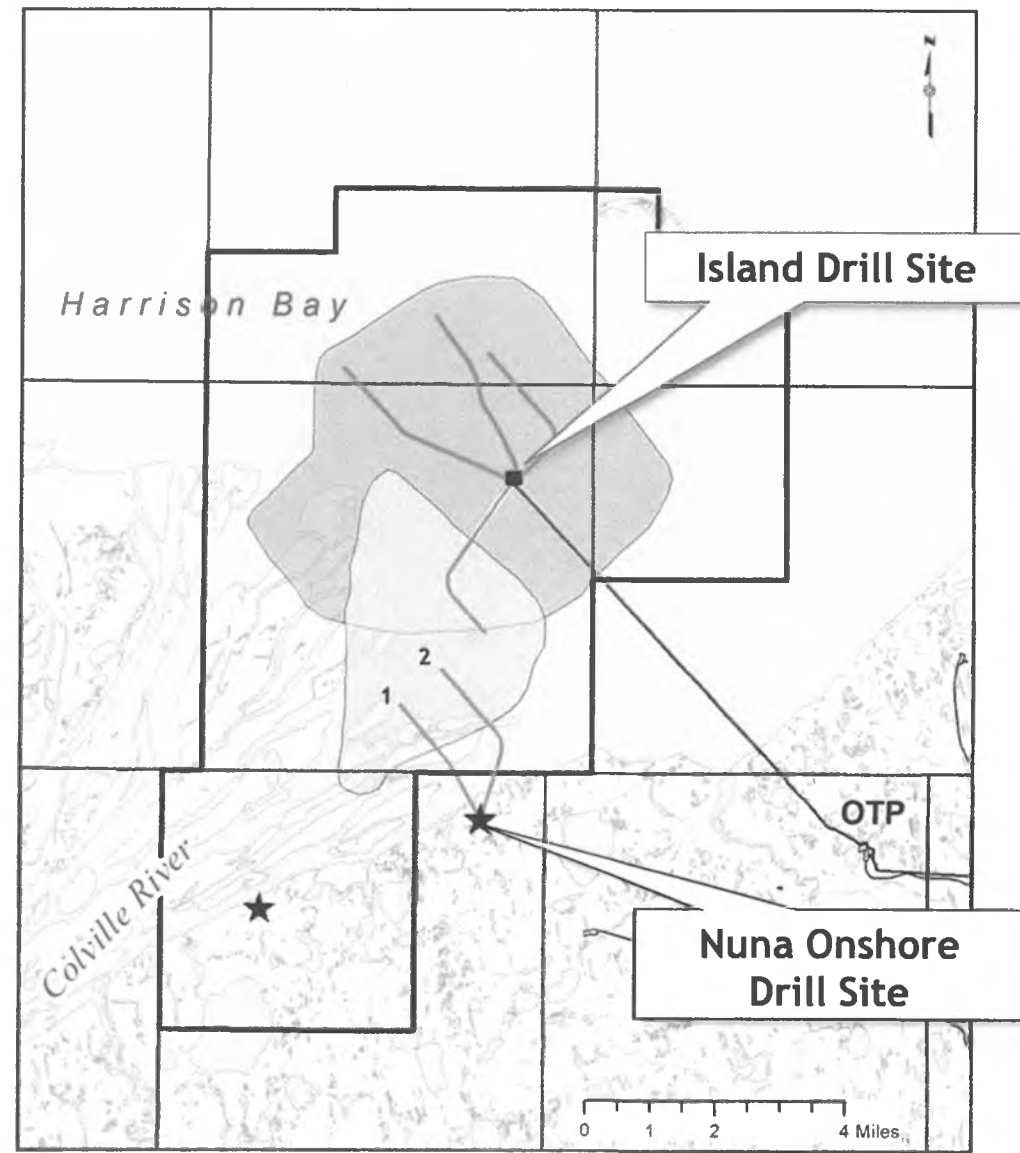 N
Island Drill Site
Harrison Bay
2
1
OTP
Colville River
Nuna Onshore
Drill Site
0 1 2 4 Miles